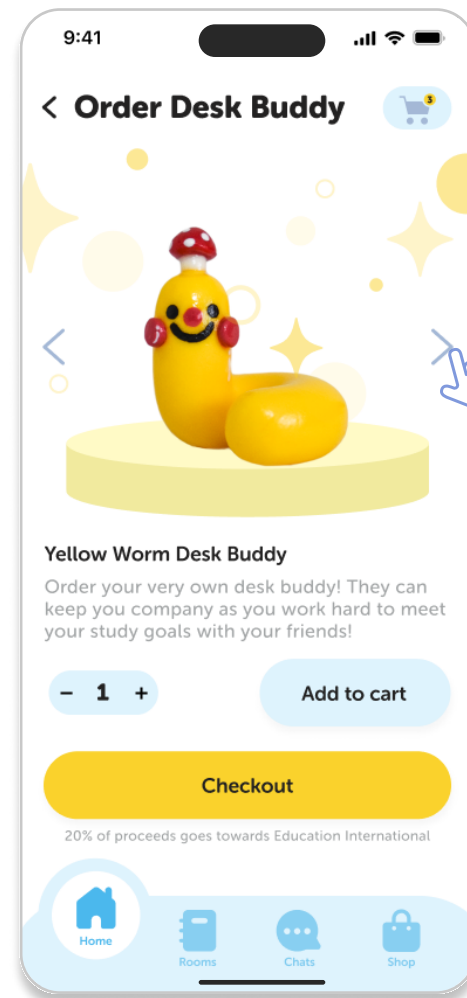 9:41
Order Desk Buddy
3
Yellow Worm Desk Buddy
Order your very own desk buddy! They can
keep you company as you work hard to meet
your study goals with your friends!
− 1 +
Add to cart
Checkout
20% of proceeds goes towards Education International
Home
Rooms
Chats
Shop